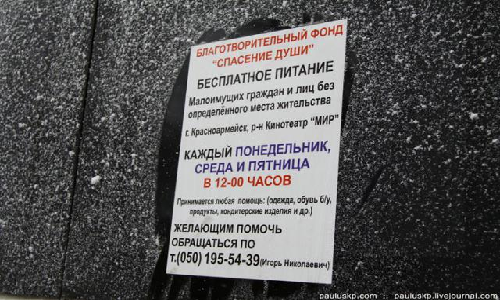 БЛАГОТВОРИТЕЛЬНЫЙ ФОНД
"СПАСЕНИЕ ДУШИ"
БЕСПЛАТНОЕ ПИТАНИЕ
Малоимущих граждан и лиц без
определённого места жительства
г. Красноармейск, р-н Кинотеатр "МИР"
КАЖДЫЙ ПОНЕДЕЛЬНИК,
СРЕДА И ПЯТНИЦА
В 12-00 ЧАСОВ
Принимается любая помощь: (одежда, обувь б/у,
продукты, кондитерские изделия и др.)
ЖЕЛАЮЩИМ ПОМОЧЬ
ОБРАЩАТЬСЯ ПО
т.(050) 195-54-39(Игорь Николаевич)
pauluskp.com :: pauluskp.livejournal.com